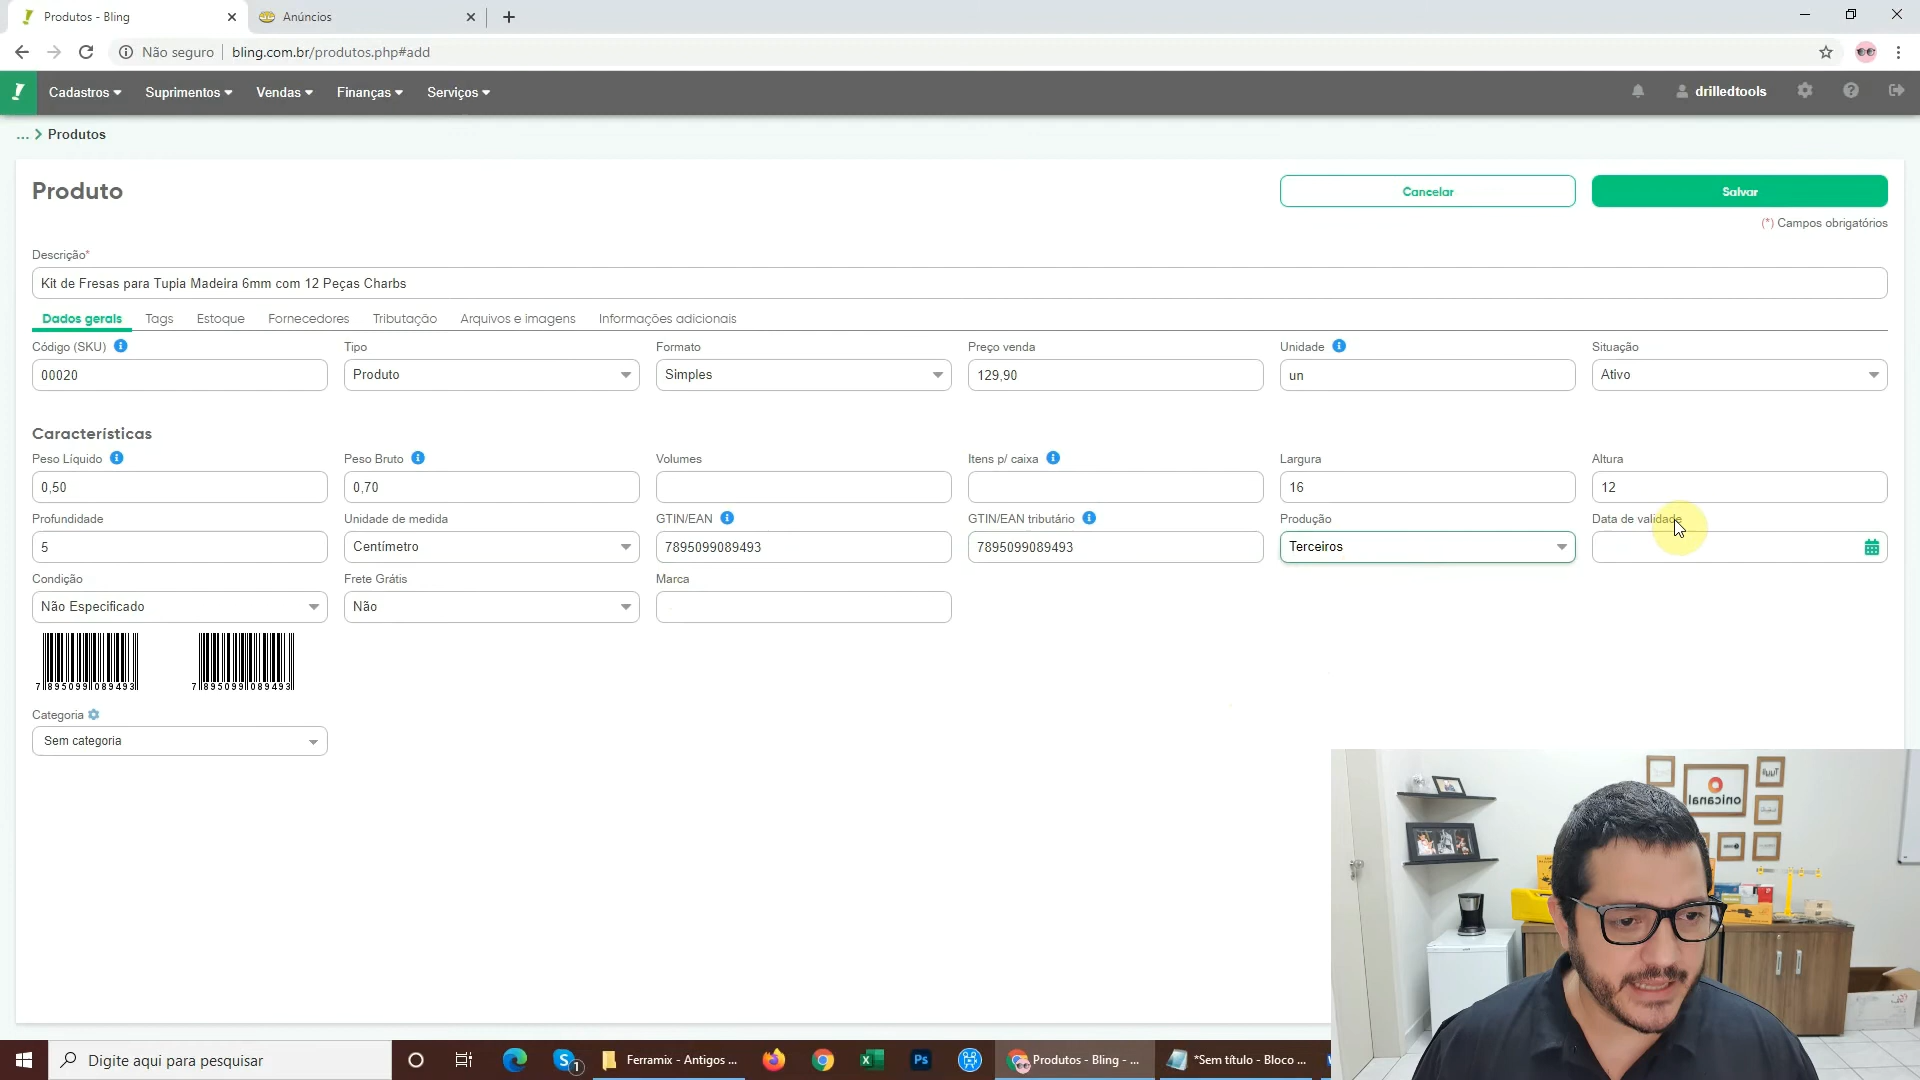 Produtos - Bling
Anúncios
Não seguro
bling.com.br/produtos.php#add
Cadastros
Suprimentos
Vendas
Finanças
Serviços
drilledtools
... > Produtos
Produto
Cancelar
Salvar
(*) Campos obrigatórios
Descrição*
Kit de Fresas para Tupia Madeira 6mm com 12 Peças Charbs
Dados gerais
Tags
Estoque
Fornecedores
Tributação
Arquivos e imagens
Informações adicionais
Código (SKU)
Tipo
Formato
Preço venda
Unidade
Situação
00020
Produto
Simples
129,90
un
Ativo
Características
Peso Líquido
Peso Bruto
Volumes
Itens p/ caixa
Largura
Altura
0,50
0,70
16
12
Profundidade
Unidade de medida
GTIN/EAN
GTIN/EAN tributário
Produção
Data de validade
5
Centímetro
7895099089493
7895099089493
Terceiros
Condição
Frete Grátis
Marca
Não Especificado
Não
7895099089493
7895099089493
Categoria
Sem categoria
onicanal
Digite aqui para pesquisar
1
Ferramix - Antigos ...
Ps
Produtos - Bling - ...
*Sem título - Bloco ...